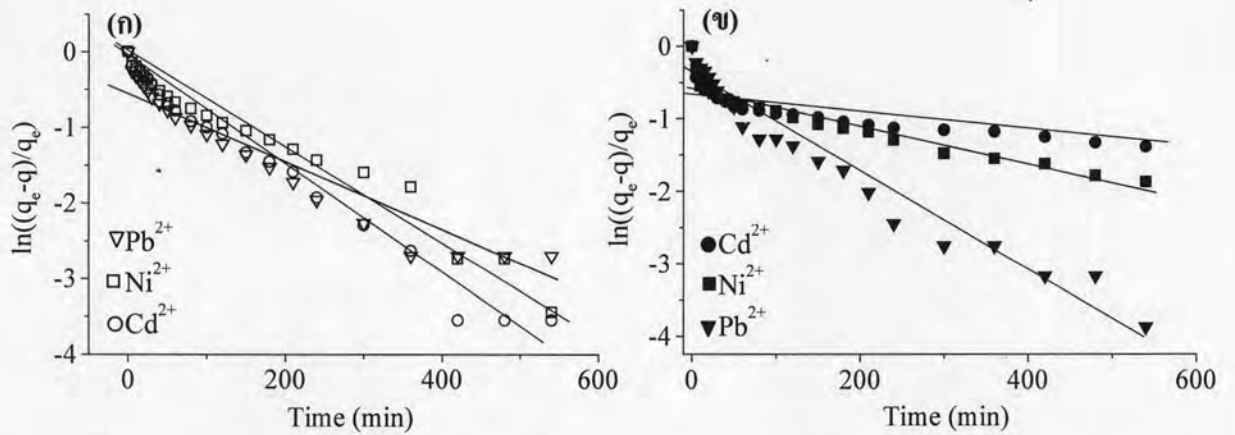 (ก)
ln((qₑ-q)/qₑ)
0
-1
-2
-3
-4
Pb²⁺
Ni²⁺
Cd²⁺
0
200
400
600
Time (min)
(ข)
ln((qₑ-q)/qₑ)
0
-1
-2
-3
-4
Cd²⁺
Ni²⁺
Pb²⁺
0
200
400
600
Time (min)